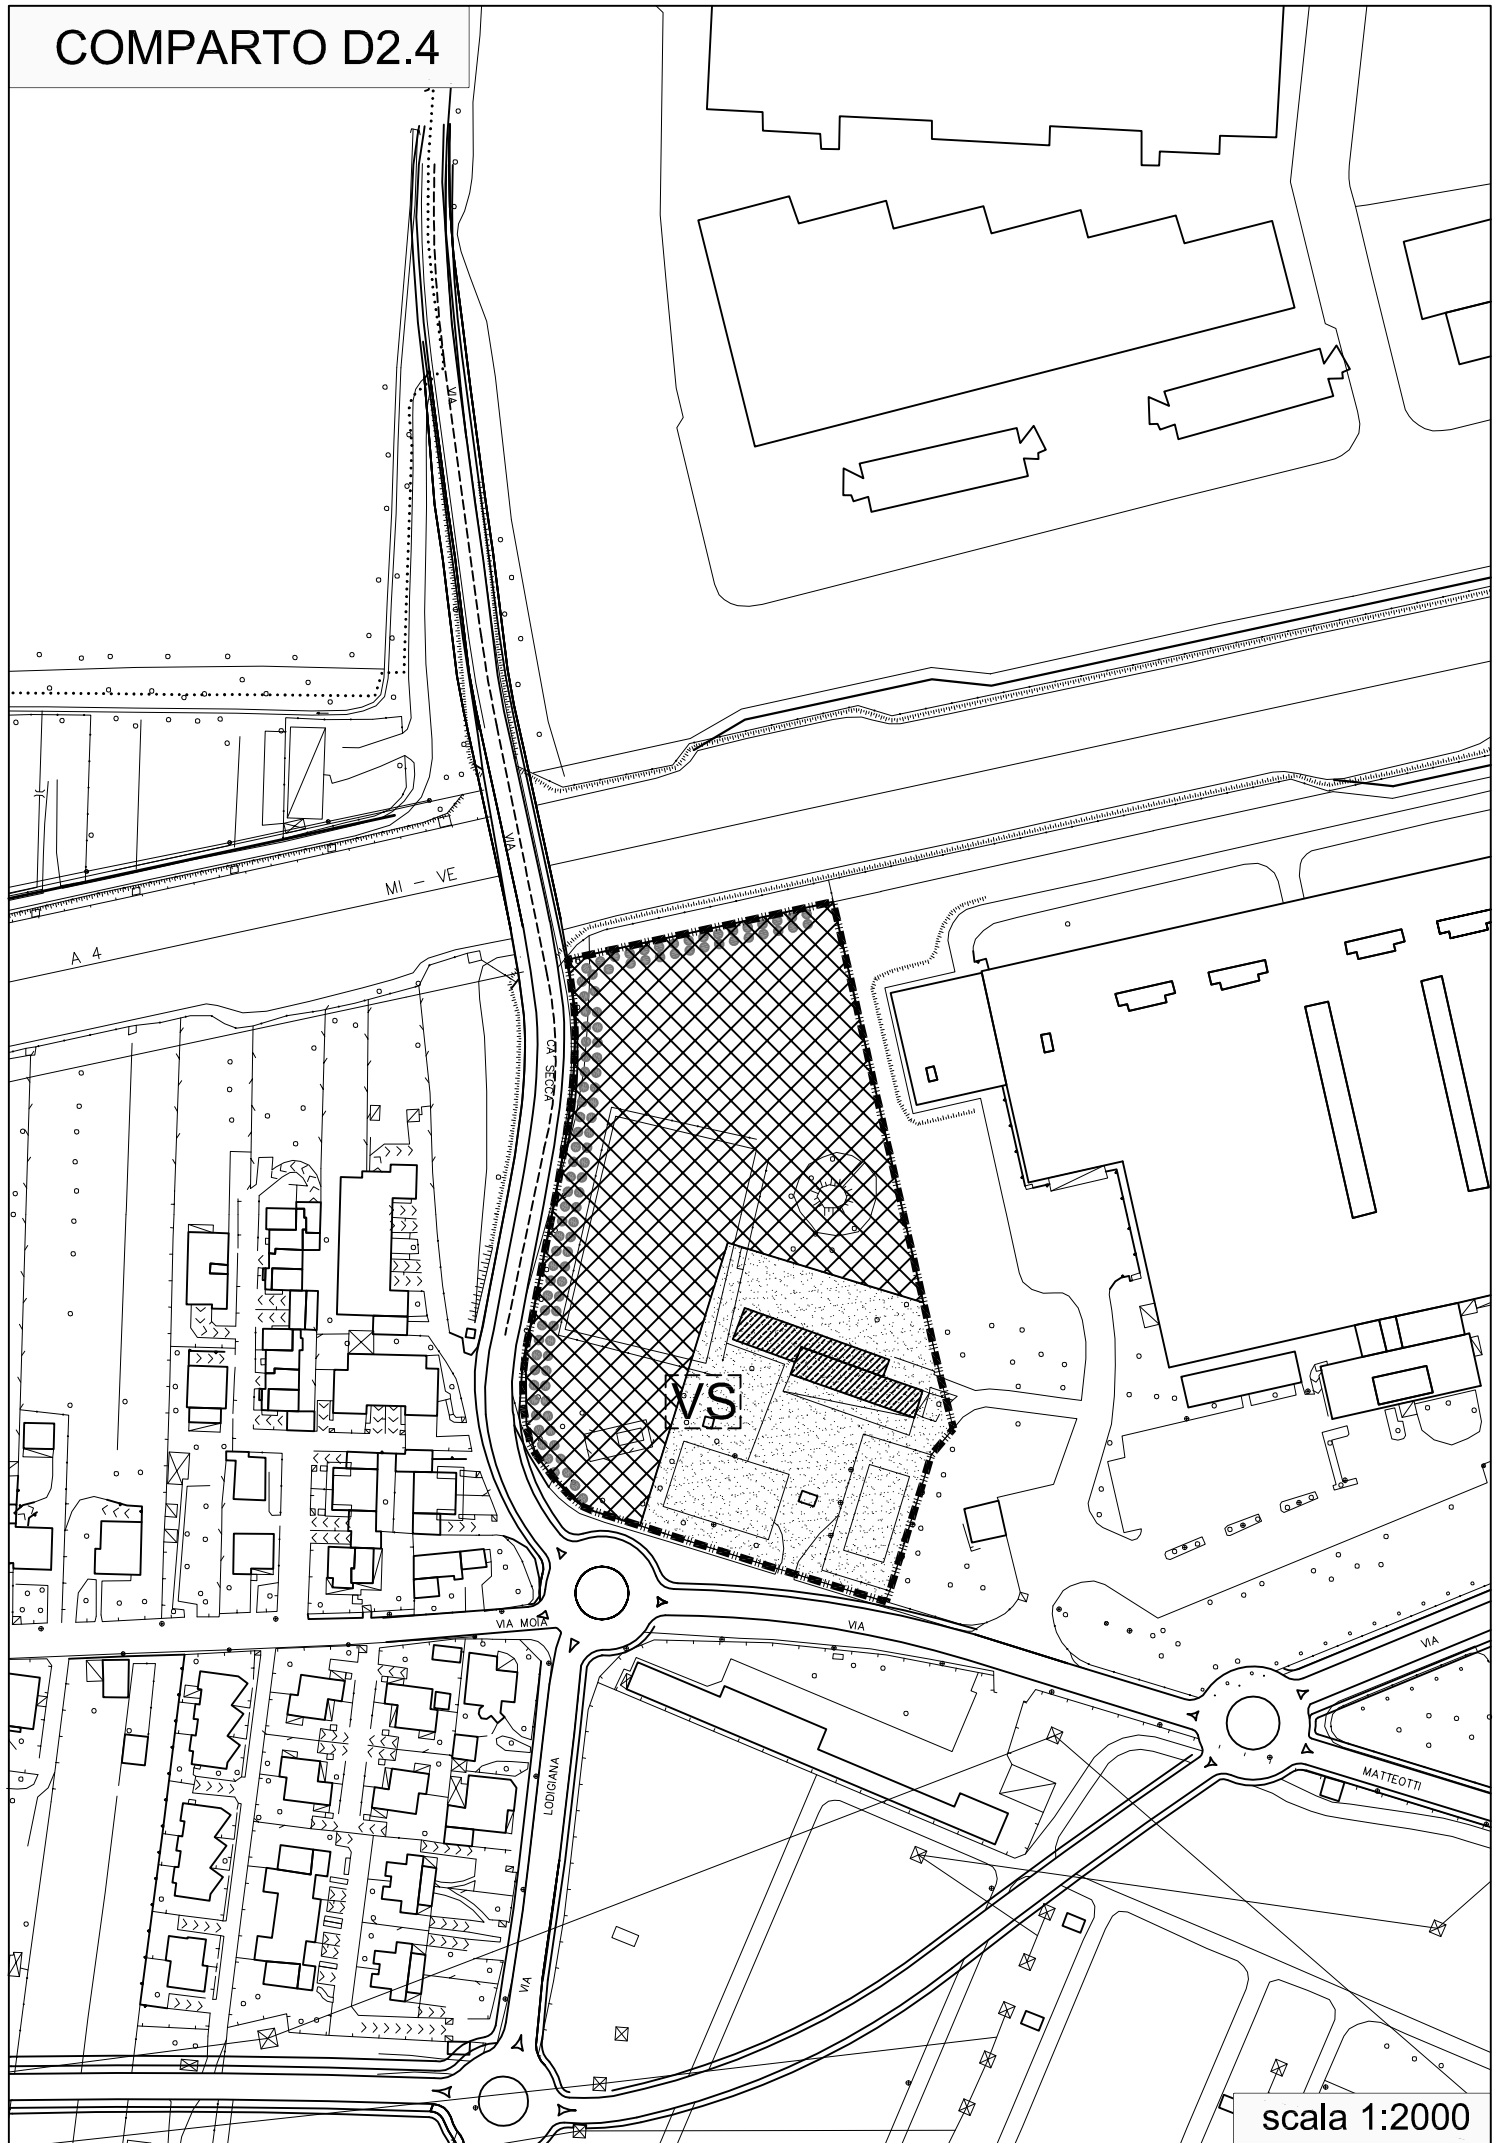 COMPARTO D2.4
VIA
VIA
MI - VE
A 4
CA' SECCA
VS
VIA MOIA
VIA
VIA
LODIGIANA
MATTEOTTI
VIA
scala 1:2000